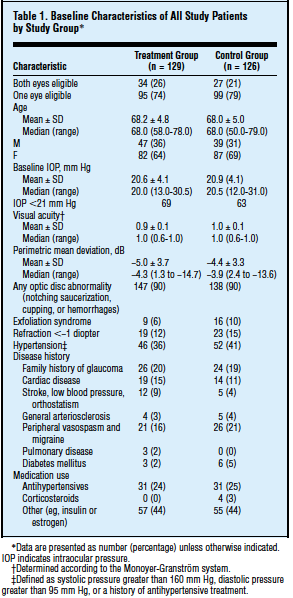 Table 1. Baseline Characteristics of All Study Patients
by Study Group*
Treatment Group Control Group
Characteristic (n = 129) (n = 126)
Both eyes eligible 34 (26) 27 (21)
One eye eligible 95 (74) 99 (79)
Age
Mean ± SD 68.2 ± 4.8 68.0 ± 5.0
Median (range) 68.0 (58.0-78.0) 68.0 (50.0-79.0)
M 47 (36) 39 (31)
F 82 (64) 87 (69)
Baseline IOP, mm Hg
Mean ± SD 20.6 (4.1) 20.9 (4.1)
Median (range) 20.0 (13.0-30.5) 20.5 (12.0-31.0)
IOP <21 mm Hg 69 63
Visual acuity†
Mean ± SD 0.9 ± 0.1 1.0 ± 0.1
Median (range) 1.0 (0.6-1.0) 1.0 (0.6-1.0)
Perimetric mean deviation, dB
Mean ± SD –5.0 ± 3.7 –4.4 ± 3.3
Median (range) –4.3 (1.3 to –14.7) –3.9 (2.4 to –13.6)
Any optic disc abnormality 147 (90) 138 (90)
(notching saucerization,
cupping, or hemorrhages)
Exfoliation syndrome 9 (6) 16 (10)
Refraction <–1 diopter 19 (12) 23 (15)
Hypertension‡ 46 (36) 52 (41)
Disease history
Family history of glaucoma 26 (20) 24 (19)
Cardiac disease 19 (15) 14 (11)
Stroke, low blood pressure, 12 (9) 5 (4)
orthostatism
General arteriosclerosis 4 (3) 5 (4)
Peripheral vasospasm and 21 (16) 26 (21)
migraine
Pulmonary disease 3 (2) 0 (0)
Diabetes mellitus 3 (2) 6 (5)
Medication use
Antihypertensives 31 (24) 31 (25)
Corticosteroids 0 (0) 4 (3)
Other (eg, insulin or 57 (44) 55 (44)
estrogen)
*Data are presented as number (percentage) unless otherwise indicated.
IOP indicates intraocular pressure.
†Determined according to the Monoyer-Granström system.
‡Defined as systolic pressure greater than 160 mm Hg, diastolic pressure
greater than 95 mm Hg, or a history of antihypertensive treatment.